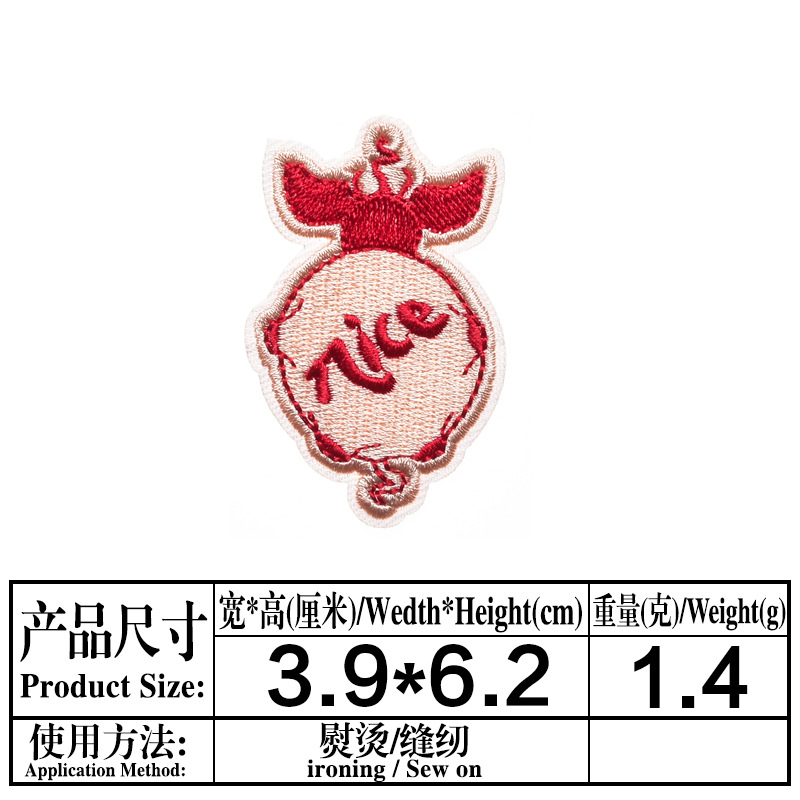 Nice
产品尺寸
Product Size:
宽*高(厘米)/Wedth*Height(cm)
重量(克)/Weight(g)
3.9*6.2
1.4
使用方法:
Application Method:
熨烫/缝纫
ironing / Sew on